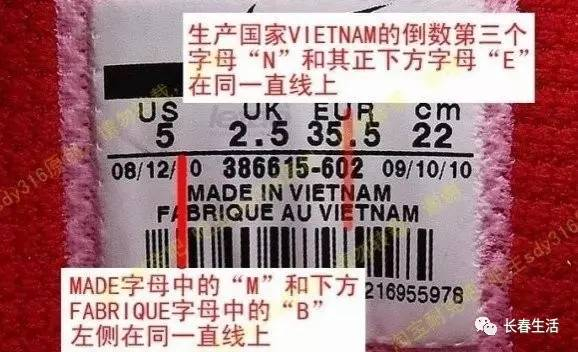 生产国家VIETNAM的倒数第三个
字母“N”和其正下方字母“E”
在同一直线上
US UK EUR cm
5 2.5 35.5 22
386615-602 09/10/10
MADE IN VIETNAM
FABRIQUE AU VIETNAM
216955978
MADE字母中的“M”和下方
FABRIQUE字母中的“B”
左侧在同一直线上
长春生活